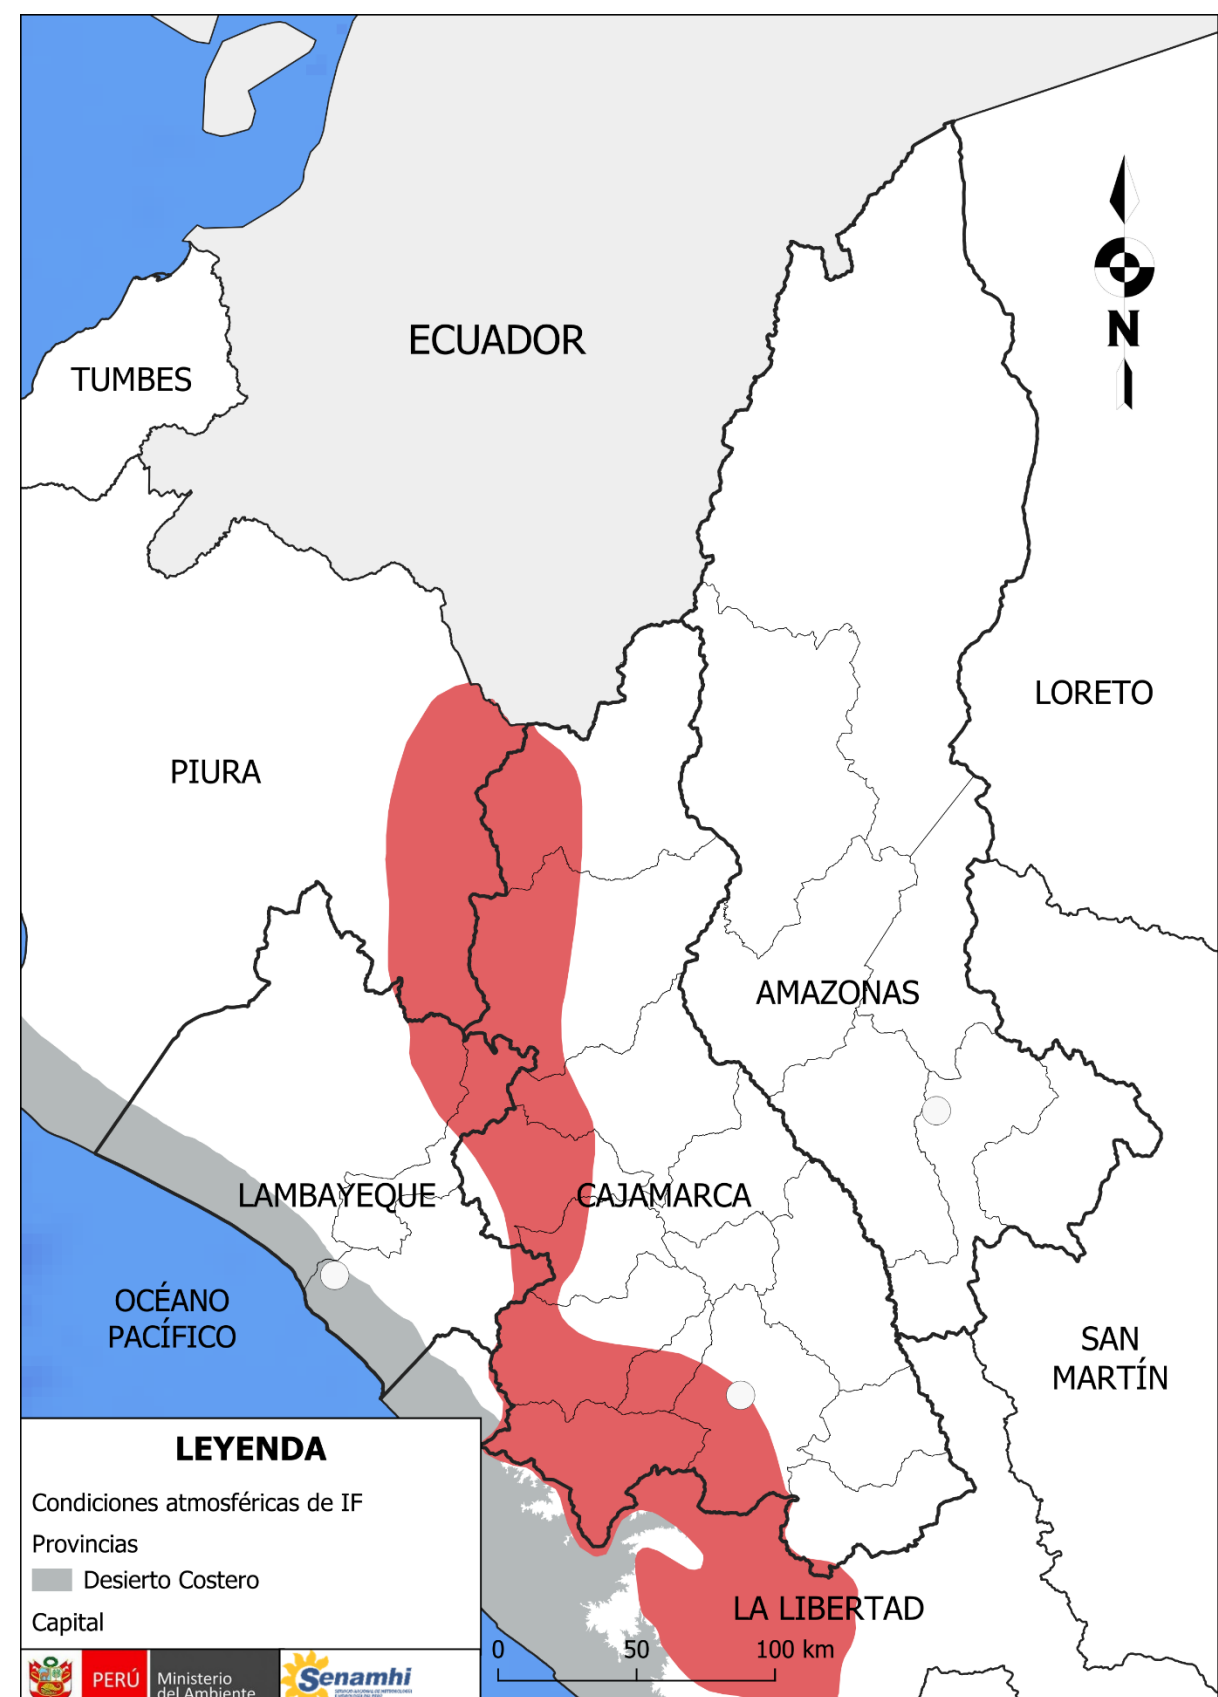 ECUADOR
N
TUMBES
LORETO
PIURA
AMAZONAS
LAMBAYEQUE
CAJAMARCA
OCÉANO
PACÍFICO
SAN
MARTÍN
LA LIBERTAD
0 50 100 km
LEYENDA
Condiciones atmosféricas de IF
Provincias
Desierto Costero
Capital
PERÚ
Ministerio
del Ambiente
Senamhi